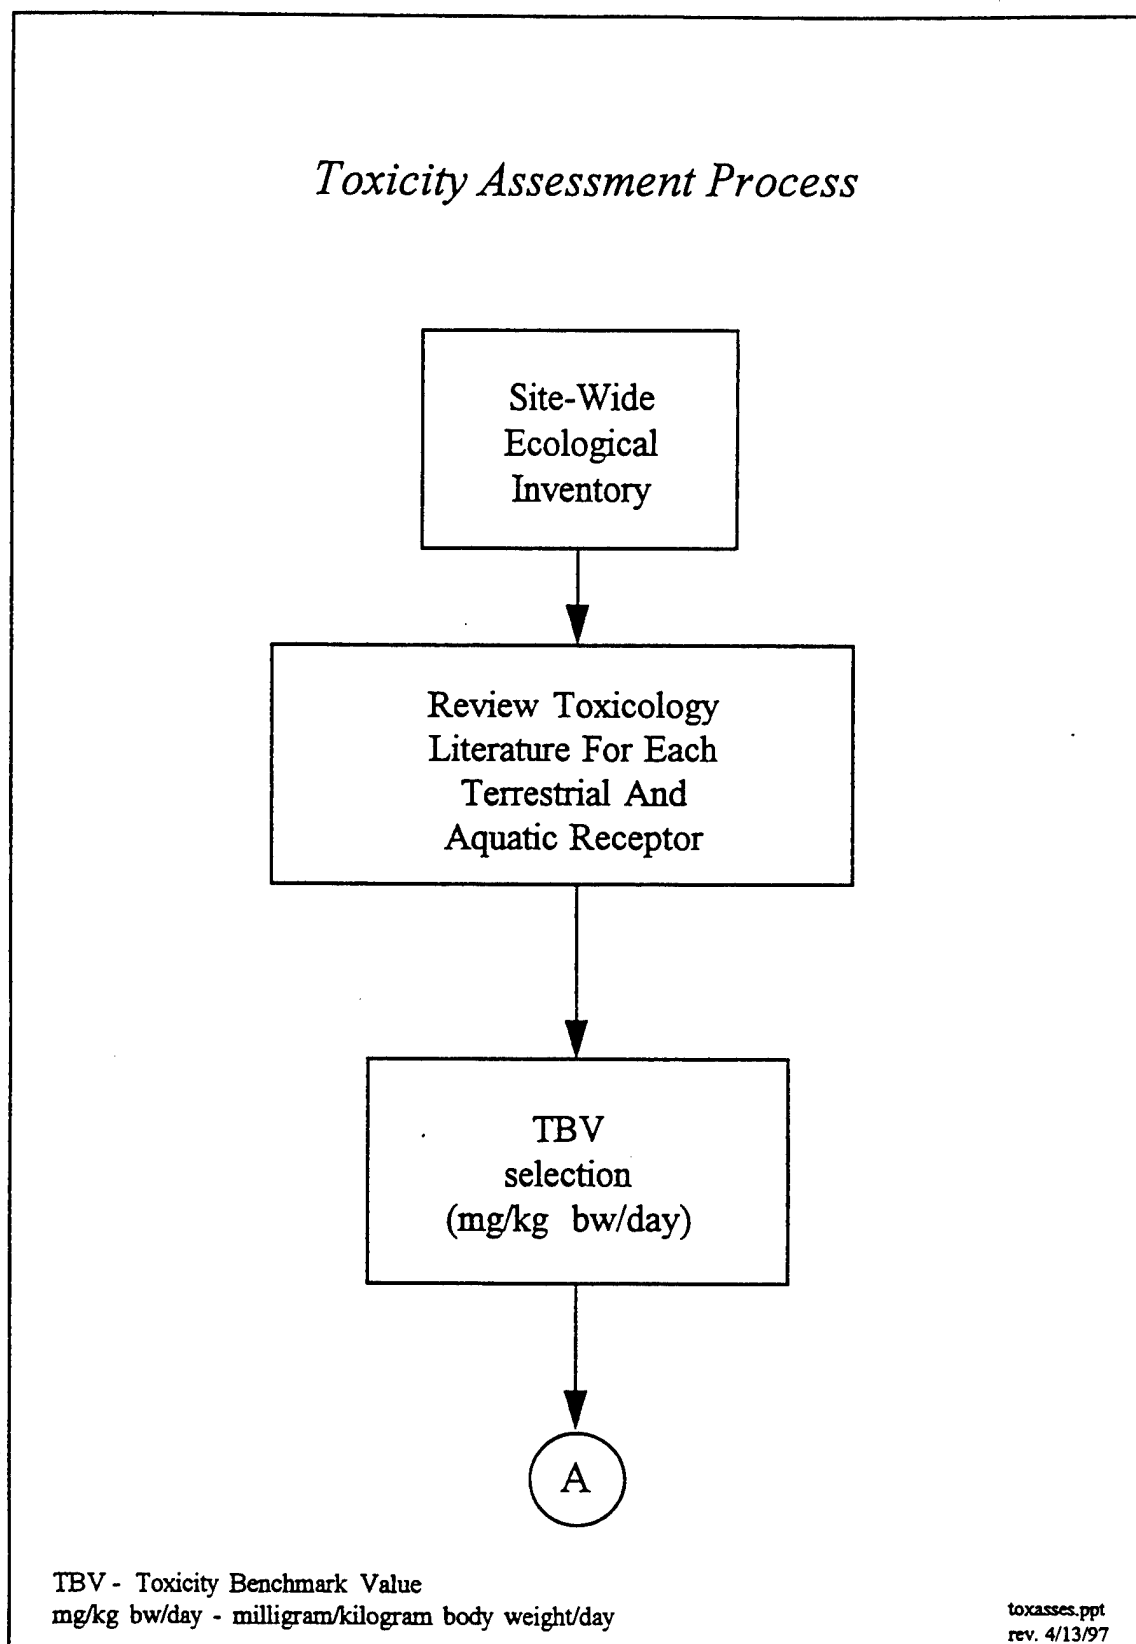 Toxicity Assessment Process
Site-Wide
Ecological
Inventory
Review Toxicology
Literature For Each
Terrestrial And
Aquatic Receptor
TBV
selection
(mg/kg bw/day)
A
TBV - Toxicity Benchmark Value
mg/kg bw/day - milligram/kilogram body weight/day
toxasses.ppt
rev. 4/13/97